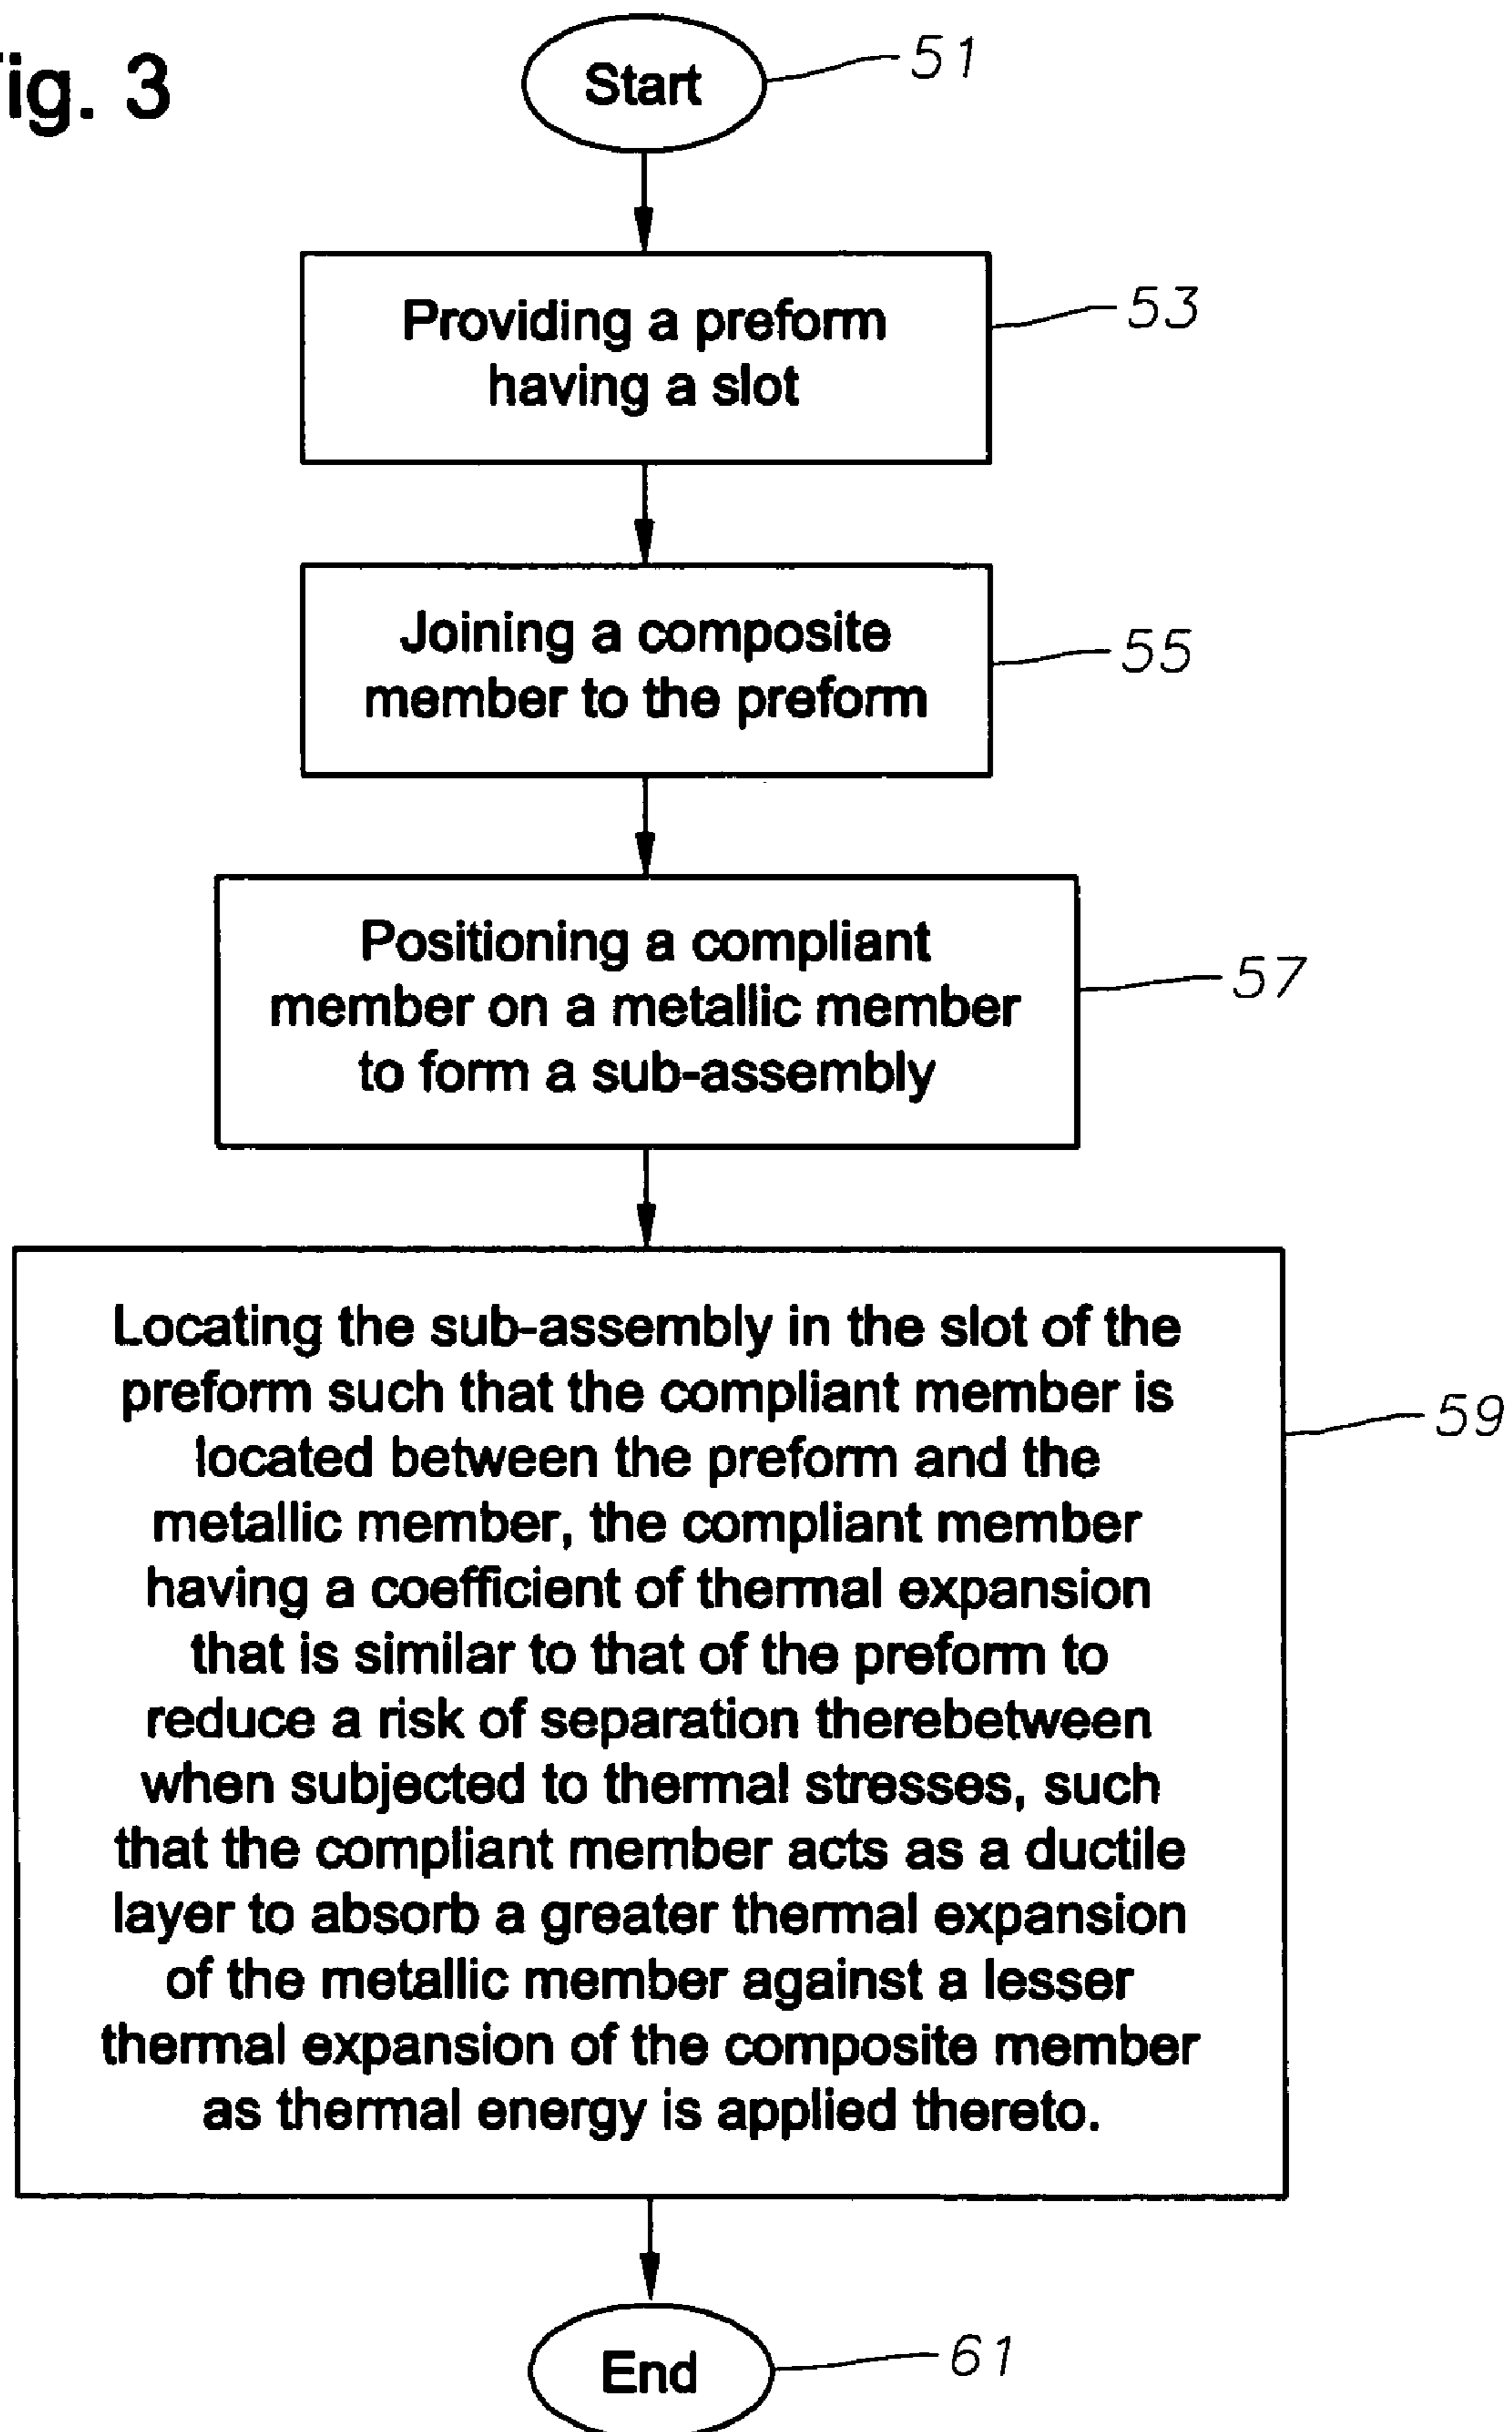 ig. 3
Start
51
Providing a preform
having a slot
53
Joining a composite
member to the preform
55
Positioning a compliant
member on a metallic member
to form a sub-assembly
57
Locating the sub-assembly in the slot of the
preform such that the compliant member is
located between the preform and the
metallic member, the compliant member
having a coefficient of thermal expansion
that is similar to that of the preform to
reduce a risk of separation therebetween
when subjected to thermal stresses, such
that the compliant member acts as a ductile
layer to absorb a greater thermal expansion
of the metallic member against a lesser
thermal expansion of the composite member
as thermal energy is applied thereto.
59
End
61